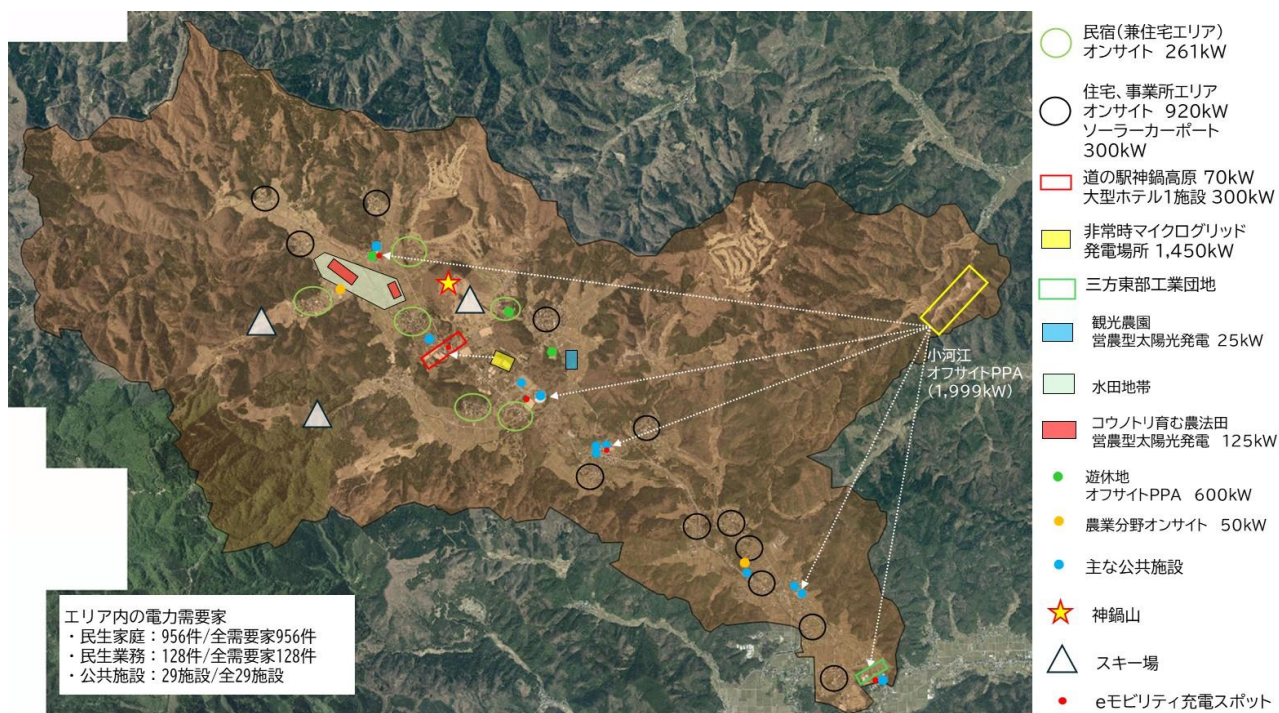 民宿(兼住宅エリア)
オンサイト 261kW
住宅、事業所エリア
オンサイト 920kW
ソーラーカーポート
300kW
道の駅神鍋高原 70kW
大型ホテル1施設 300kW
非常時マイクログリッド
発電場所 1,450kW
三方東部工業団地
観光農園
営農型太陽光発電 25kW
水田地帯
コウノトリ育む農法田
営農型太陽光発電 125kW
遊休地
オフサイトPPA 600kW
農業分野オンサイト 50kW
主な公共施設
神鍋山
スキー場
eモビリティ充電スポット
小河江
オフサイトPPA
(1,999kW)
エリア内の電力需要家
・民生家庭：956件/全需要家956件
・民生業務：128件/全需要家128件
・公共施設：29施設/全29施設